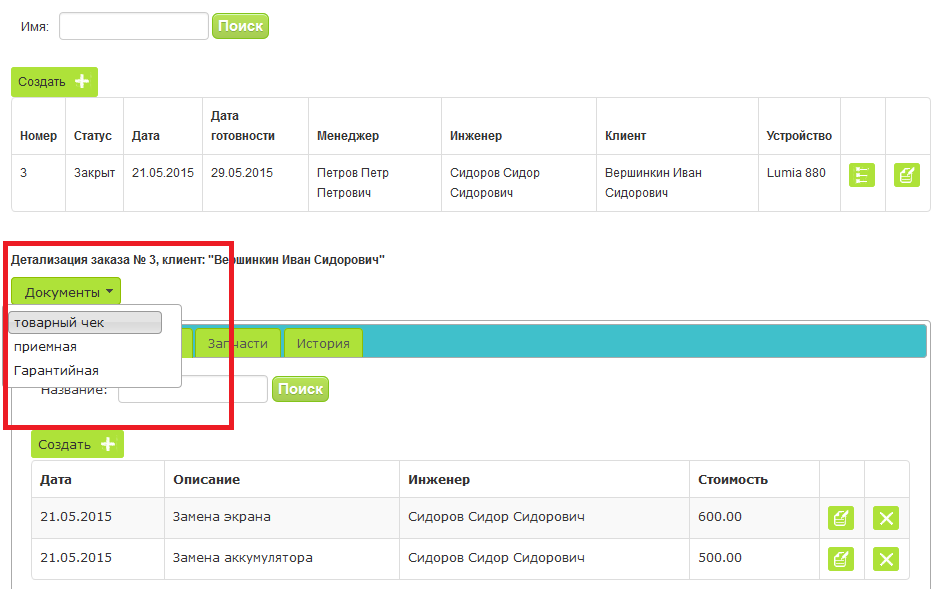 Имя: Поиск
Создать
Номер Статус Дата Дата готовности Менеджер Инженер Клиент Устройство
3 Закрыт 21.05.2015 29.05.2015 Петров Петр Петрович Сидоров Сидор Сидорович Вершинкин Иван Сидорович Lumia 880
Детализация заказа № 3, клиент: "Вершинкин Иван Сидорович"
Документы
товарный чек
приемная
Гарантийная
Запчасти История
Название: Поиск
Создать
Дата Описание Инженер Стоимость
21.05.2015 Замена экрана Сидоров Сидор Сидорович 600.00
21.05.2015 Замена аккумулятора Сидоров Сидор Сидорович 500.00